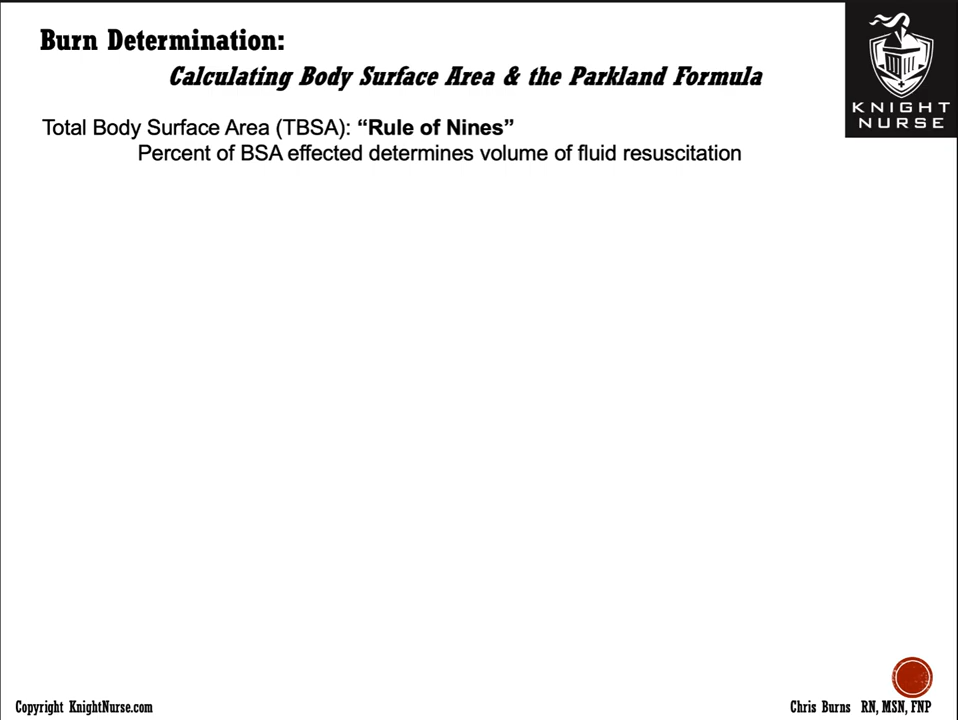 Burn Determination:
Calculating Body Surface Area & the Parkland Formula
KNIGHT
NURSE
Total Body Surface Area (TBSA): “Rule of Nines”
Percent of BSA effected determines volume of fluid resuscitation
Copyright KnightNurse.com
Chris Burns RN, MSN, FNP